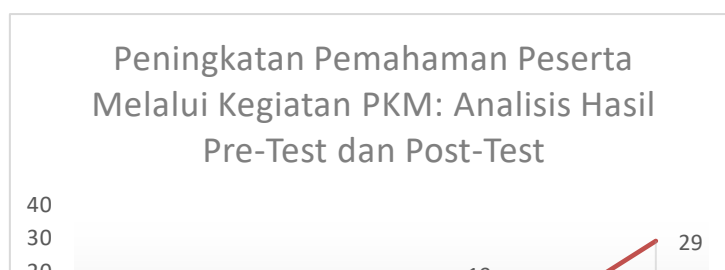 Peningkatan Pemahaman Peserta
Melalui Kegiatan PKM: Analisis Hasil
Pre-Test dan Post-Test
40
30
29